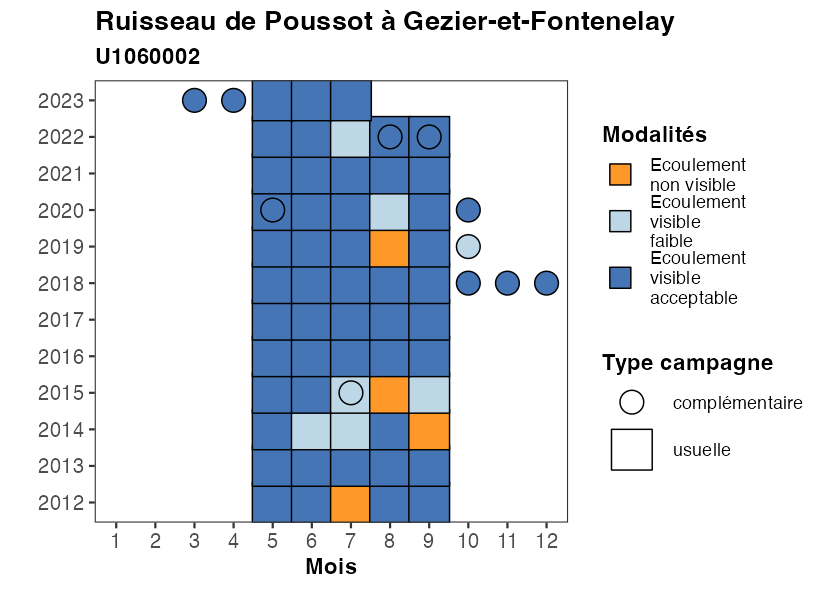 Ruisseau de Poussot à Gezier-et-Fontenelay
U1060002
2023
2022
2021
2020
2019
2018
2017
2016
2015
2014
2013
2012
1 2 3 4 5 6 7 8 9 10 11 12
Mois
Modalités
Ecoulement
non visible
Ecoulement
visible
faible
Ecoulement
visible
acceptable
Type campagne
complémentaire
usuelle